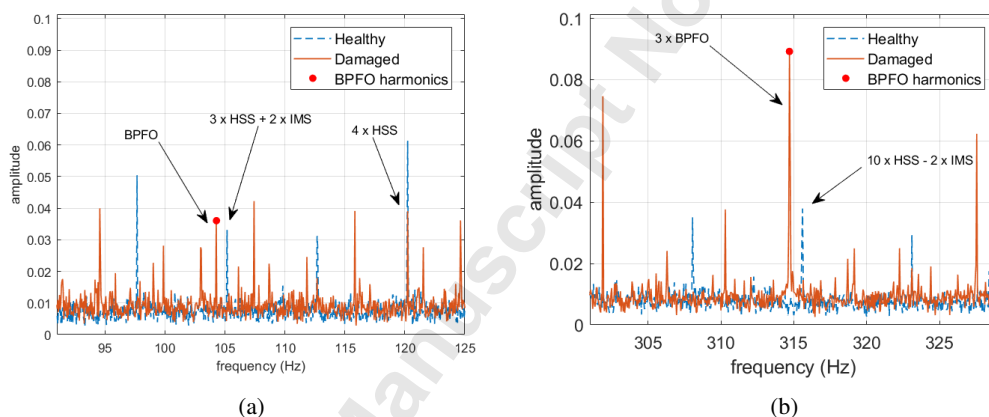 0.1
0.09
0.08
0.07
0.06
0.05
0.04
0.03
0.02
0.01
0
amplitude
Healthy
Damaged
BPFO harmonics
BPFO
3 x HSS + 2 x IMS
4 x HSS
95 100 105 110 115 120 125
frequency (Hz)
(a)
0.1
0.08
0.06
0.04
0.02
0
amplitude
Healthy
Damaged
BPFO harmonics
3 x BPFO
10 x HSS - 2 x IMS
305 310 315 320 325
frequency (Hz)
(b)
Manuscript